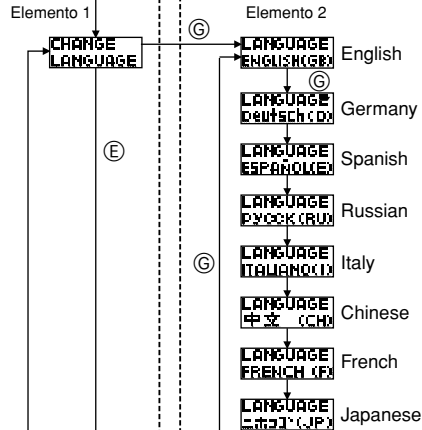 Elemento 1
Elemento 2
CHANGE
LANGUAGE
G
LANGUAGE
ENGLISH(GB)
English
G
LANGUAGE
Deutsch(D)
Germany
E
LANGUAGE
ESPAÑOL(E)
Spanish
LANGUAGE
РУССК(RU)
Russian
G
LANGUAGE
ITALIANO(I)
Italy
LANGUAGE
中文 (CH)
Chinese
LANGUAGE
FRENCH (F)
French
LANGUAGE
ニホンゴ(JP)
Japanese